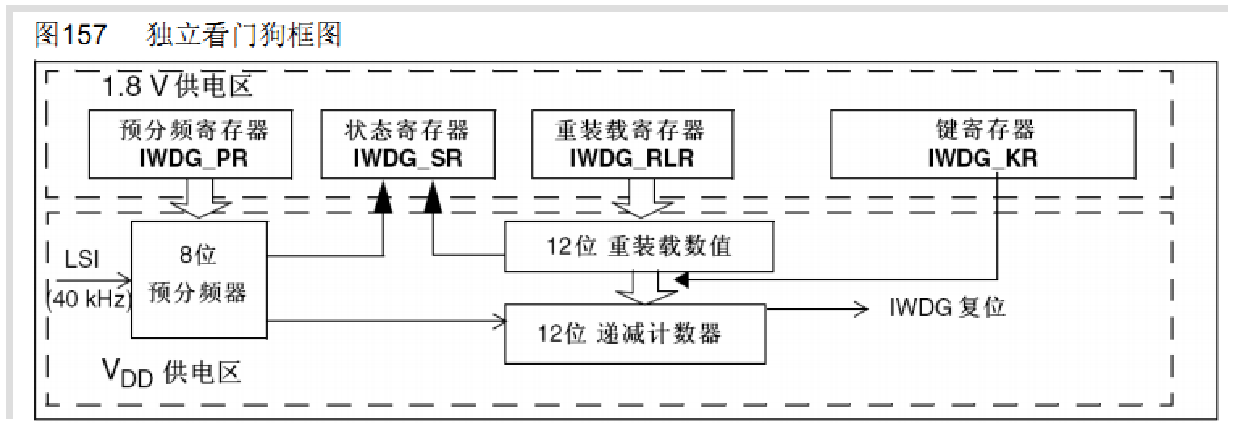 图157 独立看门狗框图
1.8 V 供电区
预分频寄存器
IWDG_PR
状态寄存器
IWDG_SR
重装载寄存器
IWDG_RLR
键寄存器
IWDG_KR
LSI
(40 kHz)
8位
预分频器
12位 重装载数值
12位 递减计数器
IWDG 复位
VDD 供电区